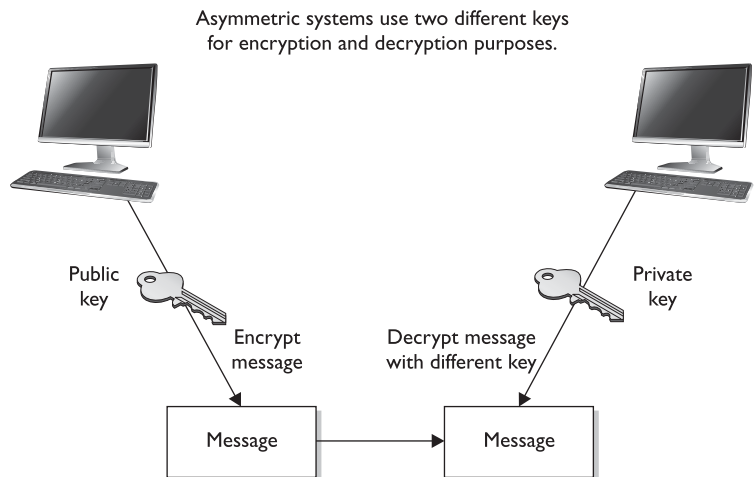 Asymmetric systems use two different keys
for encryption and decryption purposes.
Public
key
Encrypt
message
Decrypt message
with different key
Private
key
Message
Message